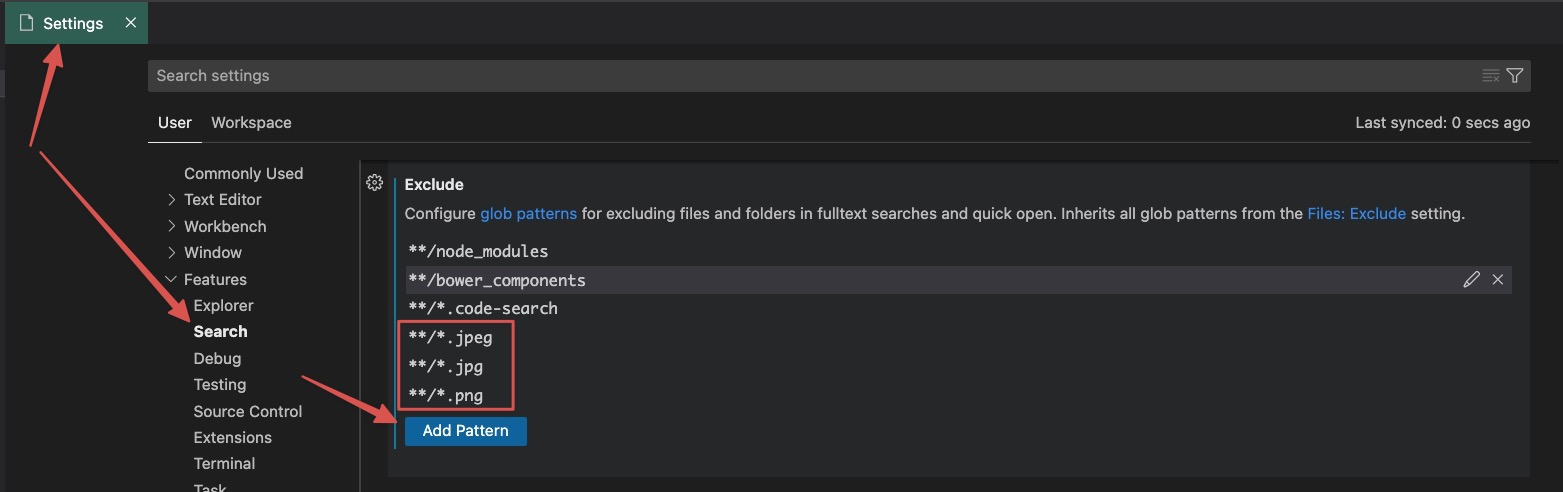 Settings
Search settings
User Workspace Last synced: 0 secs ago
Commonly Used
Text Editor
Workbench
Window
Features
Explorer
Search
Debug
Testing
Source Control
Extensions
Terminal
Task
Exclude
Configure glob patterns for excluding files and folders in fulltext searches and quick open. Inherits all glob patterns from the Files: Exclude setting.
**/node_modules
**/bower_components
**/*.code-search
**/*.jpeg
**/*.jpg
**/*.png
Add Pattern